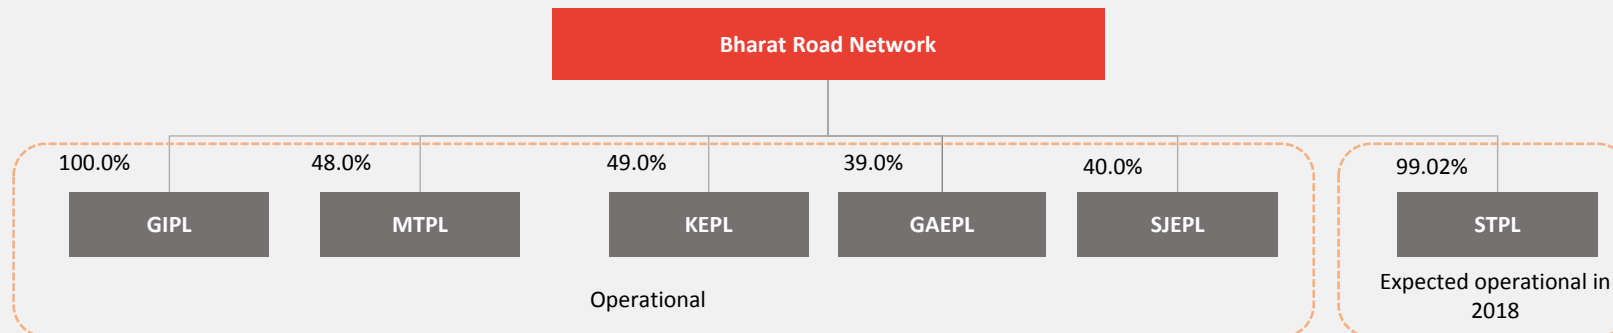 Bharat Road Network
100.0%
48.0%
49.0%
39.0%
40.0%
99.02%
GIPL
MTPL
KEPL
GAEPL
SJEPL
STPL
Operational
Expected operational in
2018